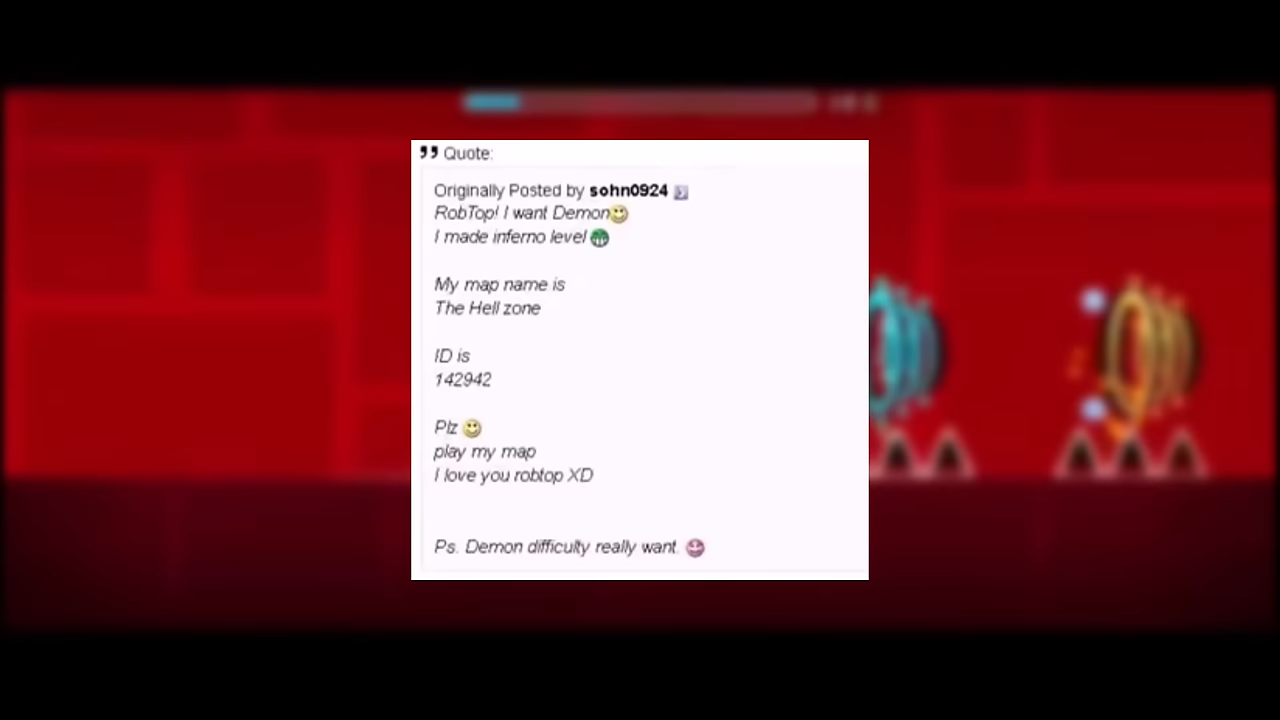 Quote:
Originally Posted by sohn0924
RobTop! I want Demon
I made inferno level
My map name is
The Hell zone
ID is
142942
Plz
play my map
I love you robtop XD
Ps. Demon difficulty really want.